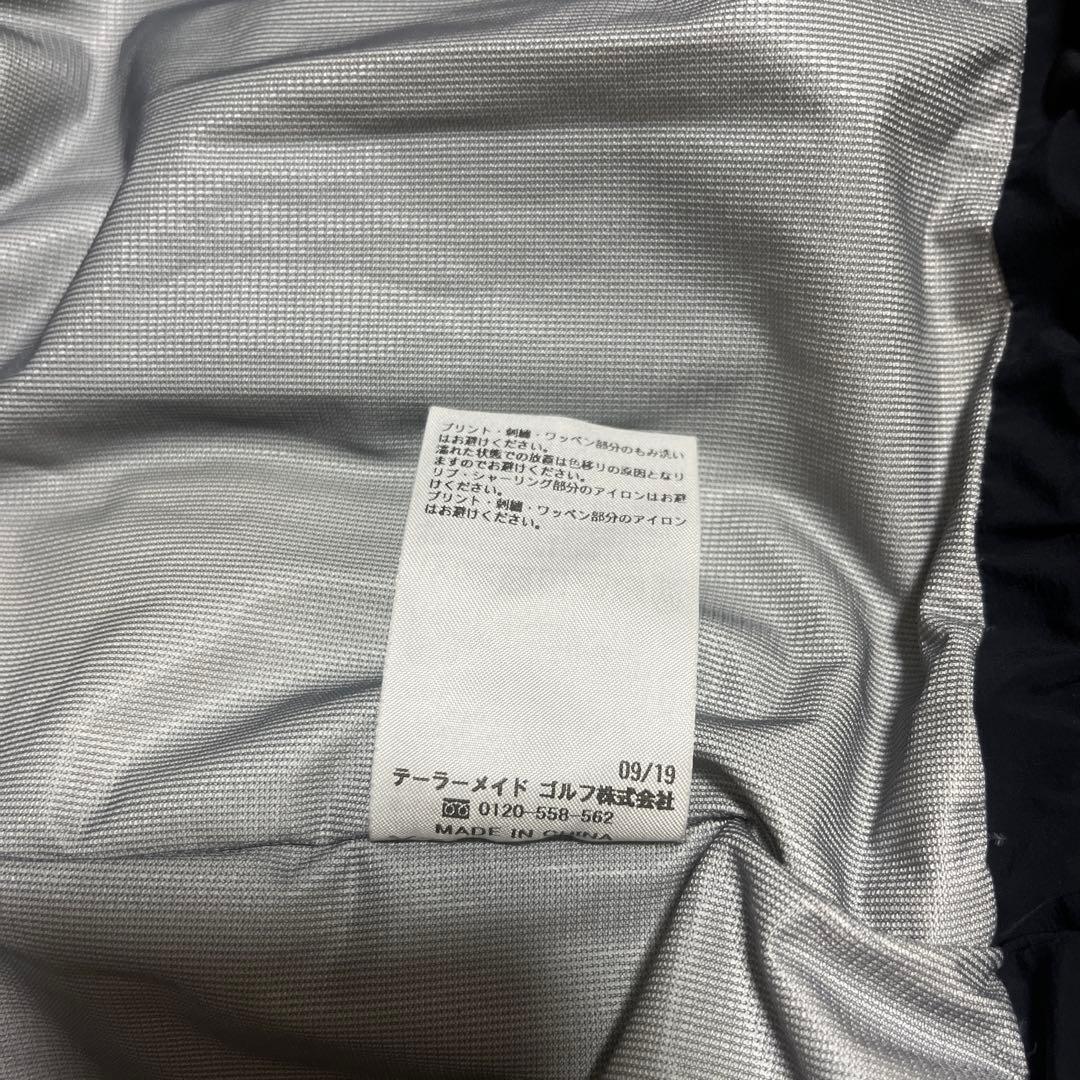 プリント・刺繍・ワッペン部分のもみ洗い
はお避けください。
濡れた状態での放置は色移りの原因となり
ますのでお避けください。
リブ・シャーリング部分のアイロンはお避
けください。
プリント・刺繍・ワッペン部分のアイロン
はお避けください。
09/19
テーラーメイド ゴルフ株式会社
0120-558-562
MADE IN CHINA